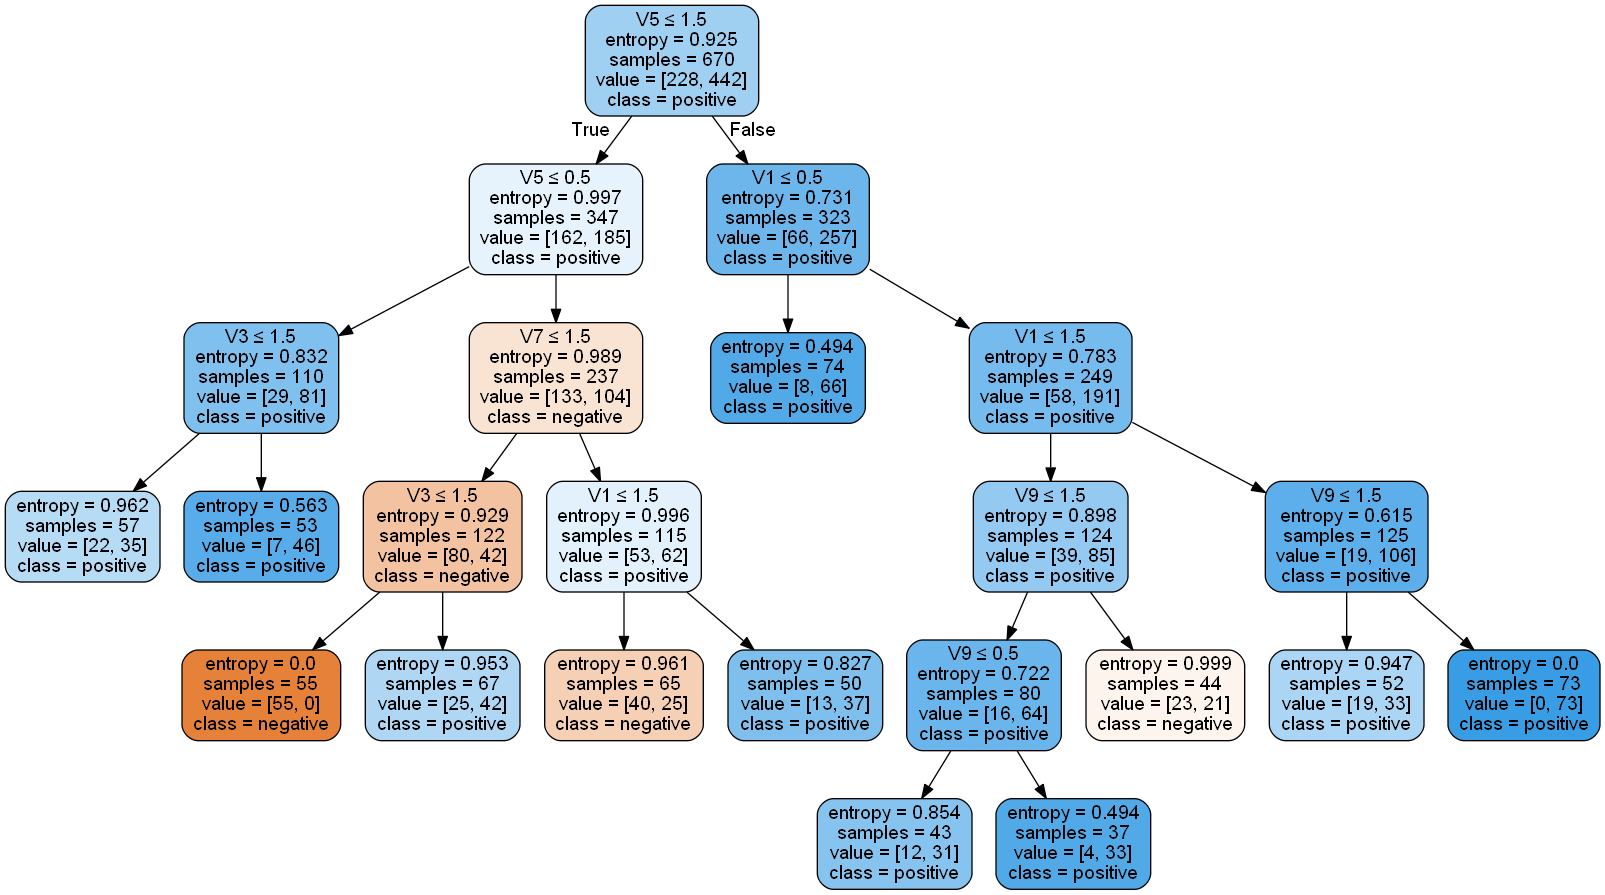 V5 ≤ 1.5
entropy = 0.925
samples = 670
value = [228, 442]
class = positive
True
False
V5 ≤ 0.5
entropy = 0.997
samples = 347
value = [162, 185]
class = positive
V1 ≤ 0.5
entropy = 0.731
samples = 323
value = [66, 257]
class = positive
V3 ≤ 1.5
entropy = 0.832
samples = 110
value = [29, 81]
class = positive
V7 ≤ 1.5
entropy = 0.989
samples = 237
value = [133, 104]
class = negative
entropy = 0.494
samples = 74
value = [8, 66]
class = positive
V1 ≤ 1.5
entropy = 0.783
samples = 249
value = [58, 191]
class = positive
entropy = 0.962
samples = 57
value = [22, 35]
class = positive
entropy = 0.563
samples = 53
value = [7, 46]
class = positive
V3 ≤ 1.5
entropy = 0.929
samples = 122
value = [80, 42]
class = negative
V1 ≤ 1.5
entropy = 0.996
samples = 115
value = [53, 62]
class = positive
V9 ≤ 1.5
entropy = 0.898
samples = 124
value = [39, 85]
class = positive
V9 ≤ 1.5
entropy = 0.615
samples = 125
value = [19, 106]
class = positive
entropy = 0.0
samples = 55
value = [55, 0]
class = negative
entropy = 0.953
samples = 67
value = [25, 42]
class = positive
entropy = 0.961
samples = 65
value = [40, 25]
class = negative
entropy = 0.827
samples = 50
value = [13, 37]
class = positive
V9 ≤ 0.5
entropy = 0.722
samples = 80
value = [16, 64]
class = positive
entropy = 0.999
samples = 44
value = [23, 21]
class = negative
entropy = 0.947
samples = 52
value = [19, 33]
class = positive
entropy = 0.0
samples = 73
value = [0, 73]
class = positive
entropy = 0.854
samples = 43
value = [12, 31]
class = positive
entropy = 0.494
samples = 37
value = [4, 33]
class = positive